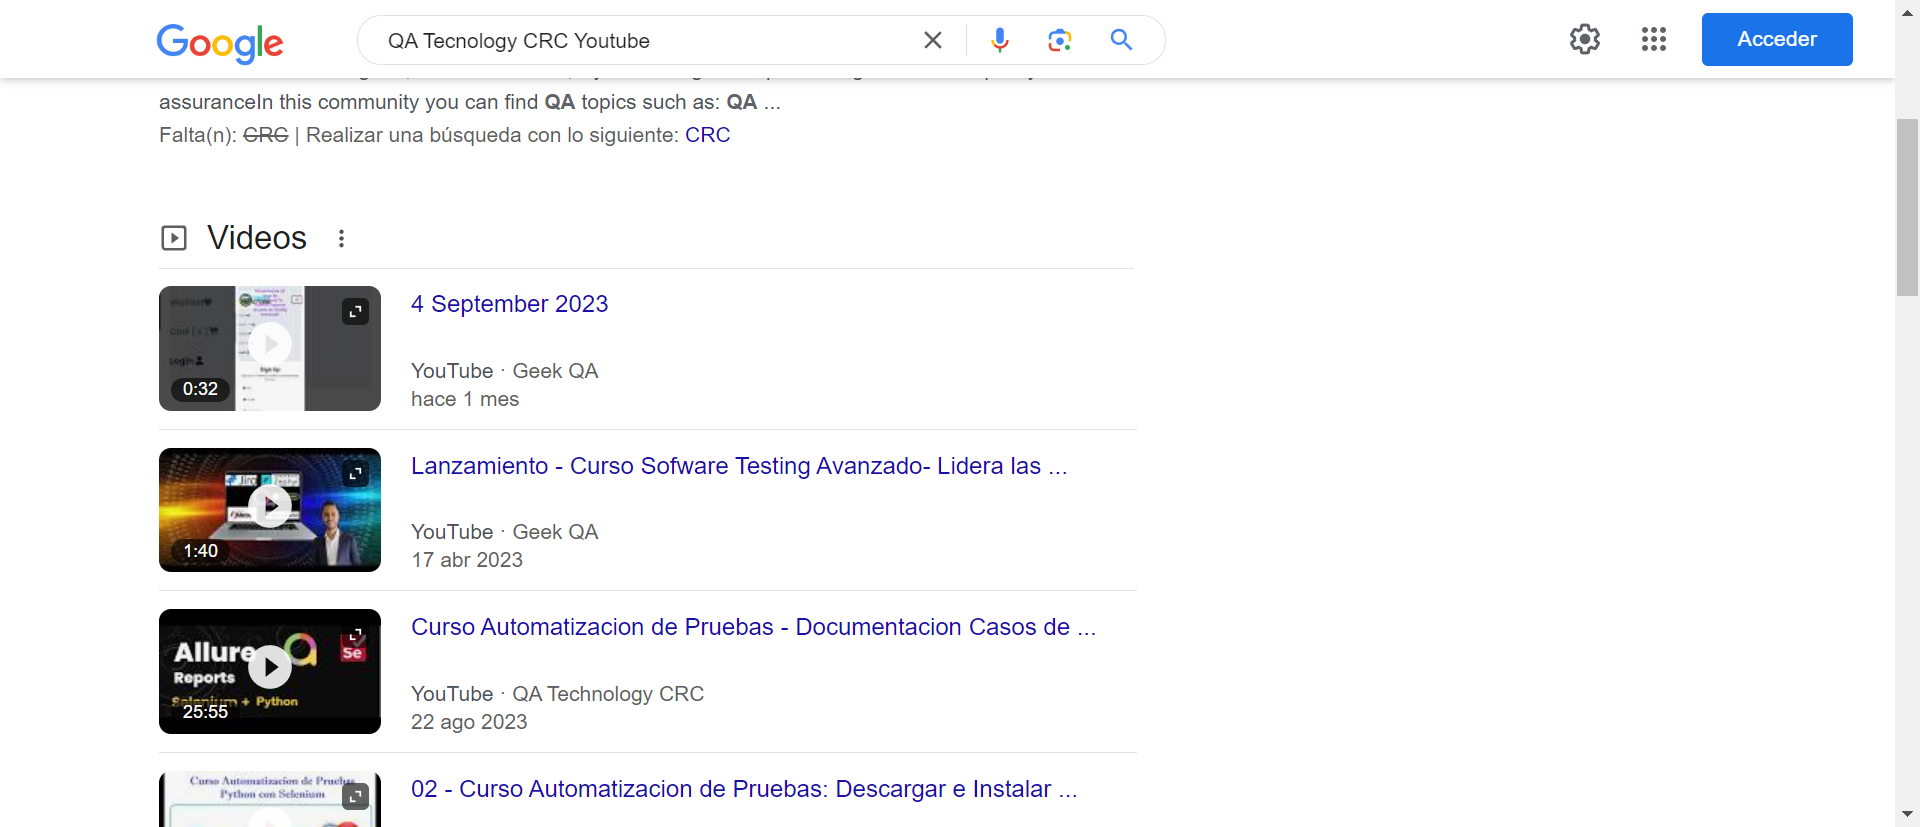 Google
QA Tecnology CRC Youtube
Acceder
assuranceIn this community you can find QA topics such as: QA ...
Falta(n): CRC | Realizar una búsqueda con lo siguiente: CRC
Videos
4 September 2023
YouTube · Geek QA
hace 1 mes
0:32
Lanzamiento - Curso Sofware Testing Avanzado- Lidera las ...
YouTube · Geek QA
17 abr 2023
1:40
Curso Automatizacion de Pruebas - Documentacion Casos de ...
YouTube · QA Technology CRC
22 ago 2023
Allure
Reports
Se
Selenium + Python
25:55
Curso Automatizacion de Pruebas
Python con Selenium
02 - Curso Automatizacion de Pruebas: Descargar e Instalar ...